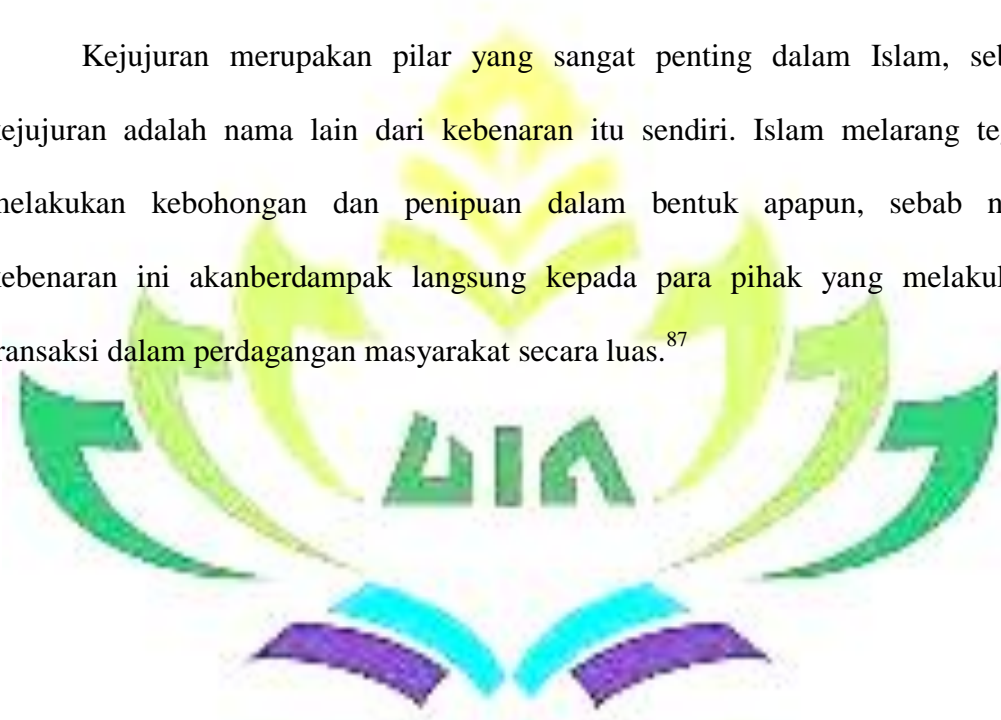 Kejujuran merupakan pilar yang sangat penting dalam Islam,
kejujuran adalah nama lain dari kebenaran itu sendiri. Islam melarang
melakukan kebohongan dan penipuan dalam bentuk apapun, sebab
kebenaran ini akanberdampak langsung kepada para pihak yang
transaksi dalam perdagangan masyarakat secara luas.87
UIN